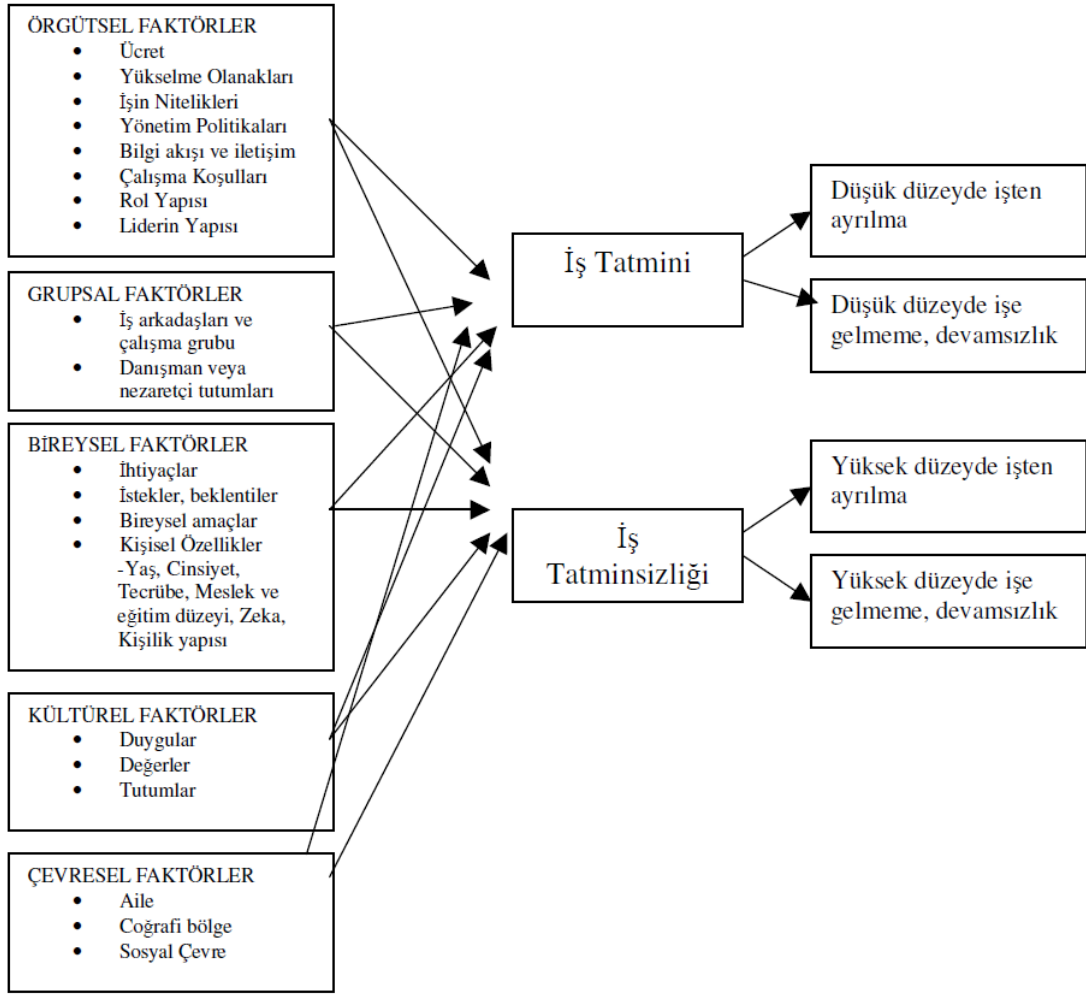 ÖRGÜTSEL FAKTÖRLER
• Ücret
• Yükselme Olanakları
• İşin Nitelikleri
• Yönetim Politikaları
• Bilgi akışı ve iletişim
• Çalışma Koşulları
• Rol Yapısı
• Liderin Yapısı
GRUPSAL FAKTÖRLER
• İş arkadaşları ve
çalışma grubu
• Danışman veya
nezaretçi tutumları
BİREYSEL FAKTÖRLER
• İhtiyaçlar
• İstekler, beklentiler
• Bireysel amaçlar
• Kişisel Özellikler
-Yaş, Cinsiyet,
Tecrübe, Meslek ve
eğitim düzeyi, Zeka,
Kişilik yapısı
KÜLTÜREL FAKTÖRLER
• Duygular
• Değerler
• Tutumlar
ÇEVRESEL FAKTÖRLER
• Aile
• Coğrafi bölge
• Sosyal Çevre
İş Tatmini
İş
Tatminsizliği
Düşük düzeyde işten
ayrılma
Düşük düzeyde işe
gelmeme, devamsızlık
Yüksek düzeyde işten
ayrılma
Yüksek düzeyde işe
gelmeme, devamsızlık